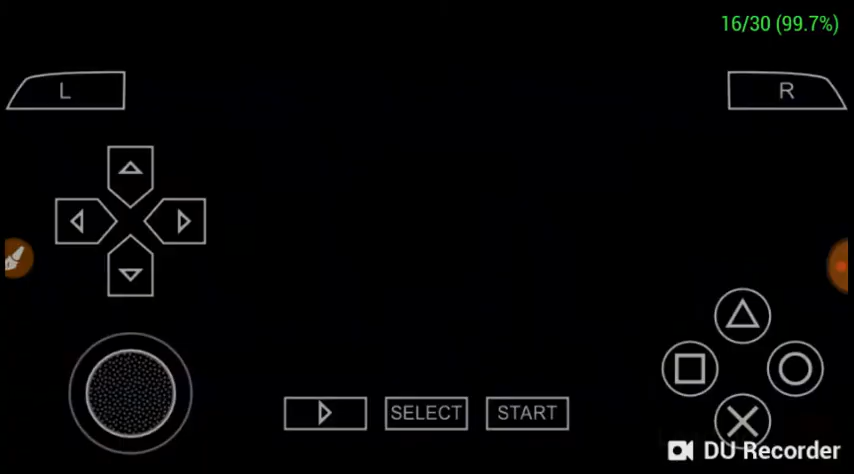 16/30 (99.7%)
L
R
SELECT
START
DU Recorder